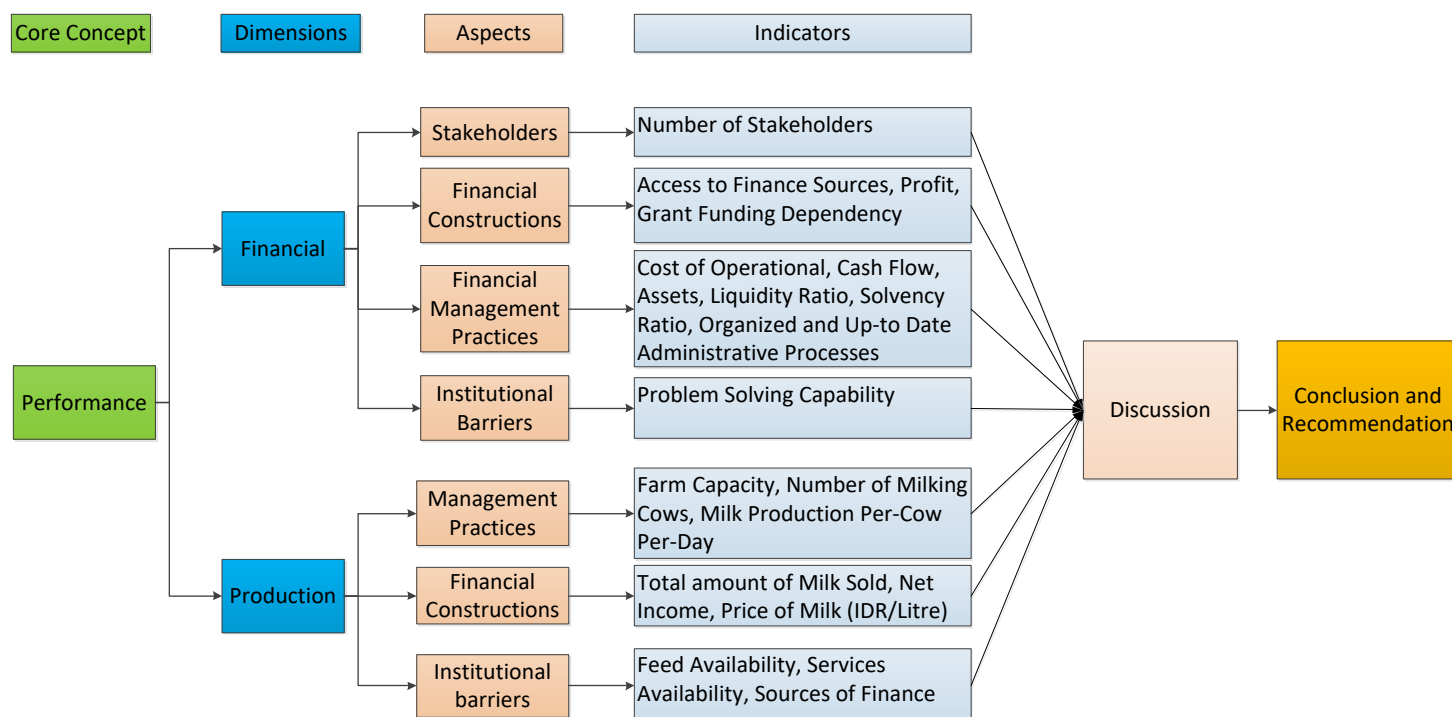 Core Concept
Dimensions
Aspects
Indicators
Stakeholders
Number of Stakeholders
Financial
Constructions
Access to Finance Sources, Profit,
Grant Funding Dependency
Financial
Financial
Management
Practices
Cost of Operational, Cash Flow,
Assets, Liquidity Ratio, Solvency
Ratio, Organized and Up-to Date
Administrative Processes
Institutional
Barriers
Problem Solving Capability
Performance
Discussion
Conclusion and
Recommendation
Management
Practices
Farm Capacity, Number of Milking
Cows, Milk Production Per-Cow
Per-Day
Production
Financial
Constructions
Total amount of Milk Sold, Net
Income, Price of Milk (IDR/Litre)
Institutional
barriers
Feed Availability, Services
Availability, Sources of Finance